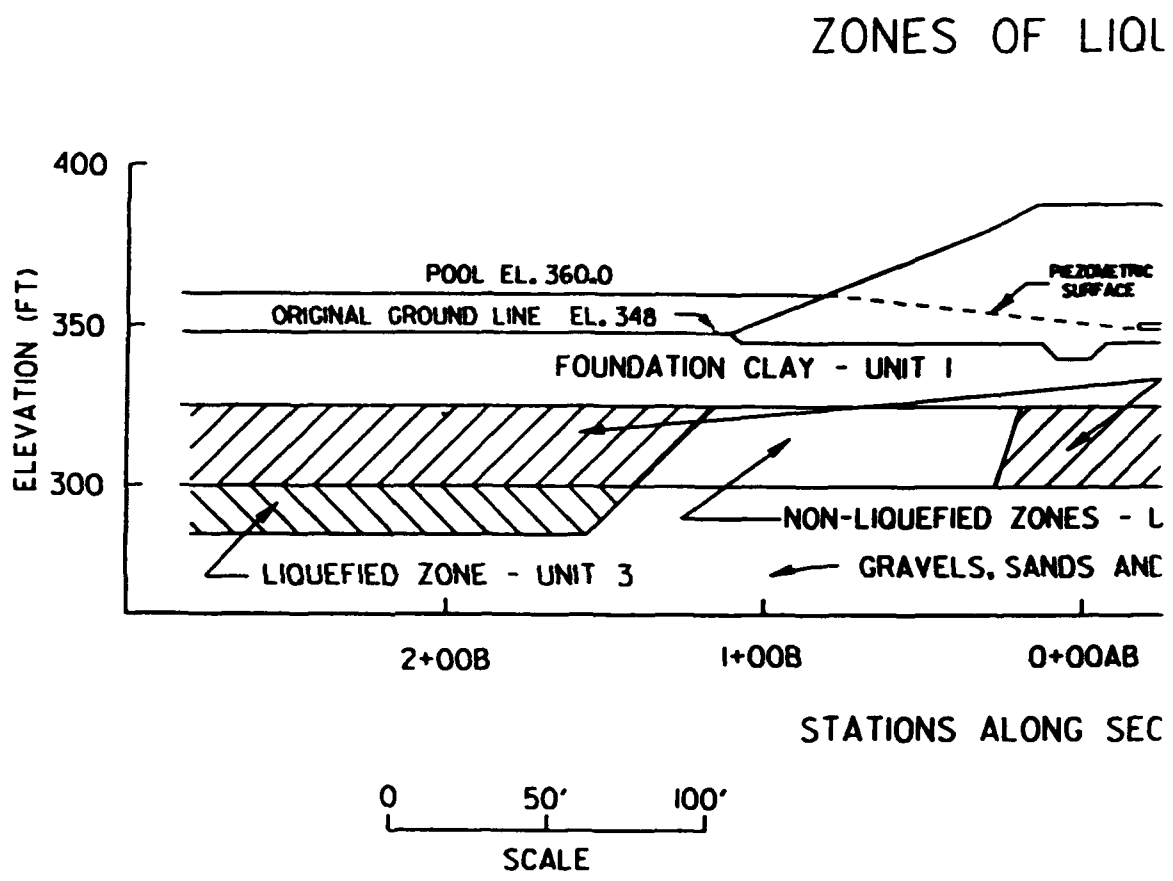 ZONES OF LIQU
400
POOL EL. 360.0
PIEZOMETRIC
SURFACE
350
ORIGINAL GROUND LINE EL. 348
FOUNDATION CLAY - UNIT 1
ELEVATION (FT)
300
NON-LIQUEFIED ZONES - L
LIQUEFIED ZONE - UNIT 3
GRAVELS, SANDS AND
2+00B
1+00B
0+00AB
STATIONS ALONG SEC
0 50' 100'
SCALE